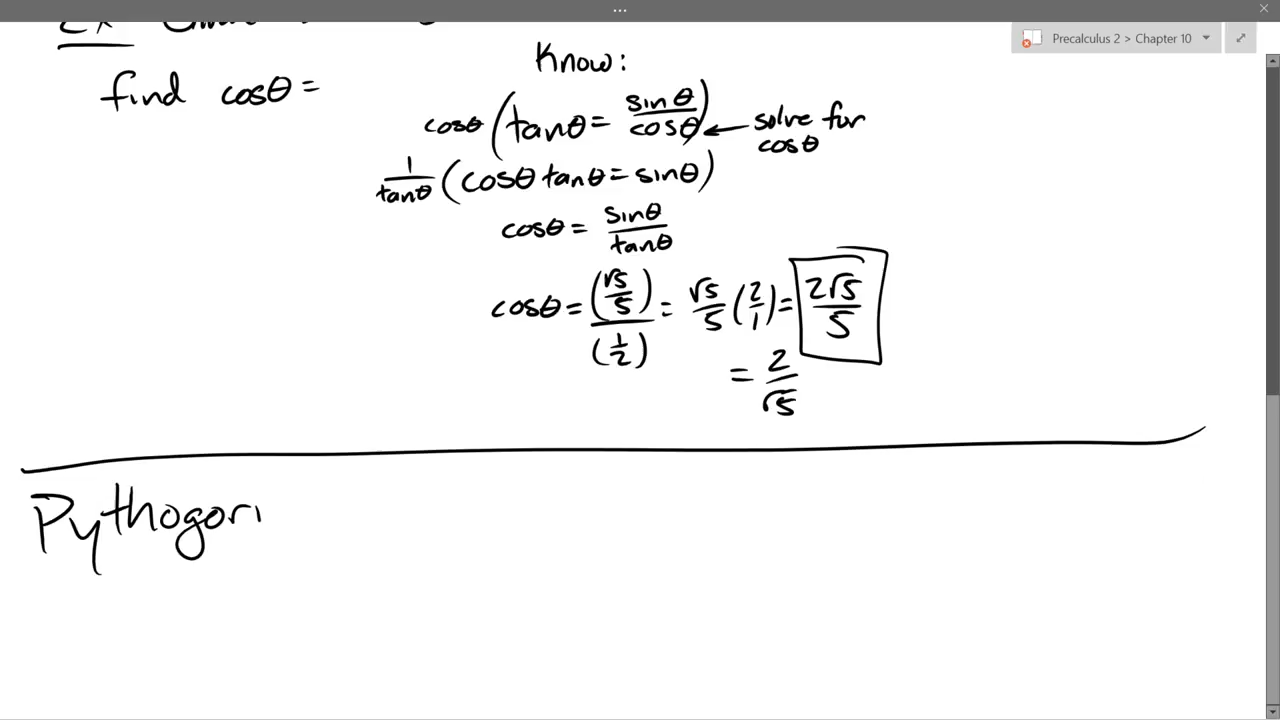 Precalculus 2 > Chapter 10
Ex
find cosθ =
Know:
cosθ (tanθ = sinθ/cosθ) ← solve for cosθ
1/tanθ (cosθ tanθ = sinθ)
cosθ = sinθ/tanθ
cosθ = (√5/5)/(1/2) = √5/5 (2/1) = 2√5/5
= 2/√5
Pythogori